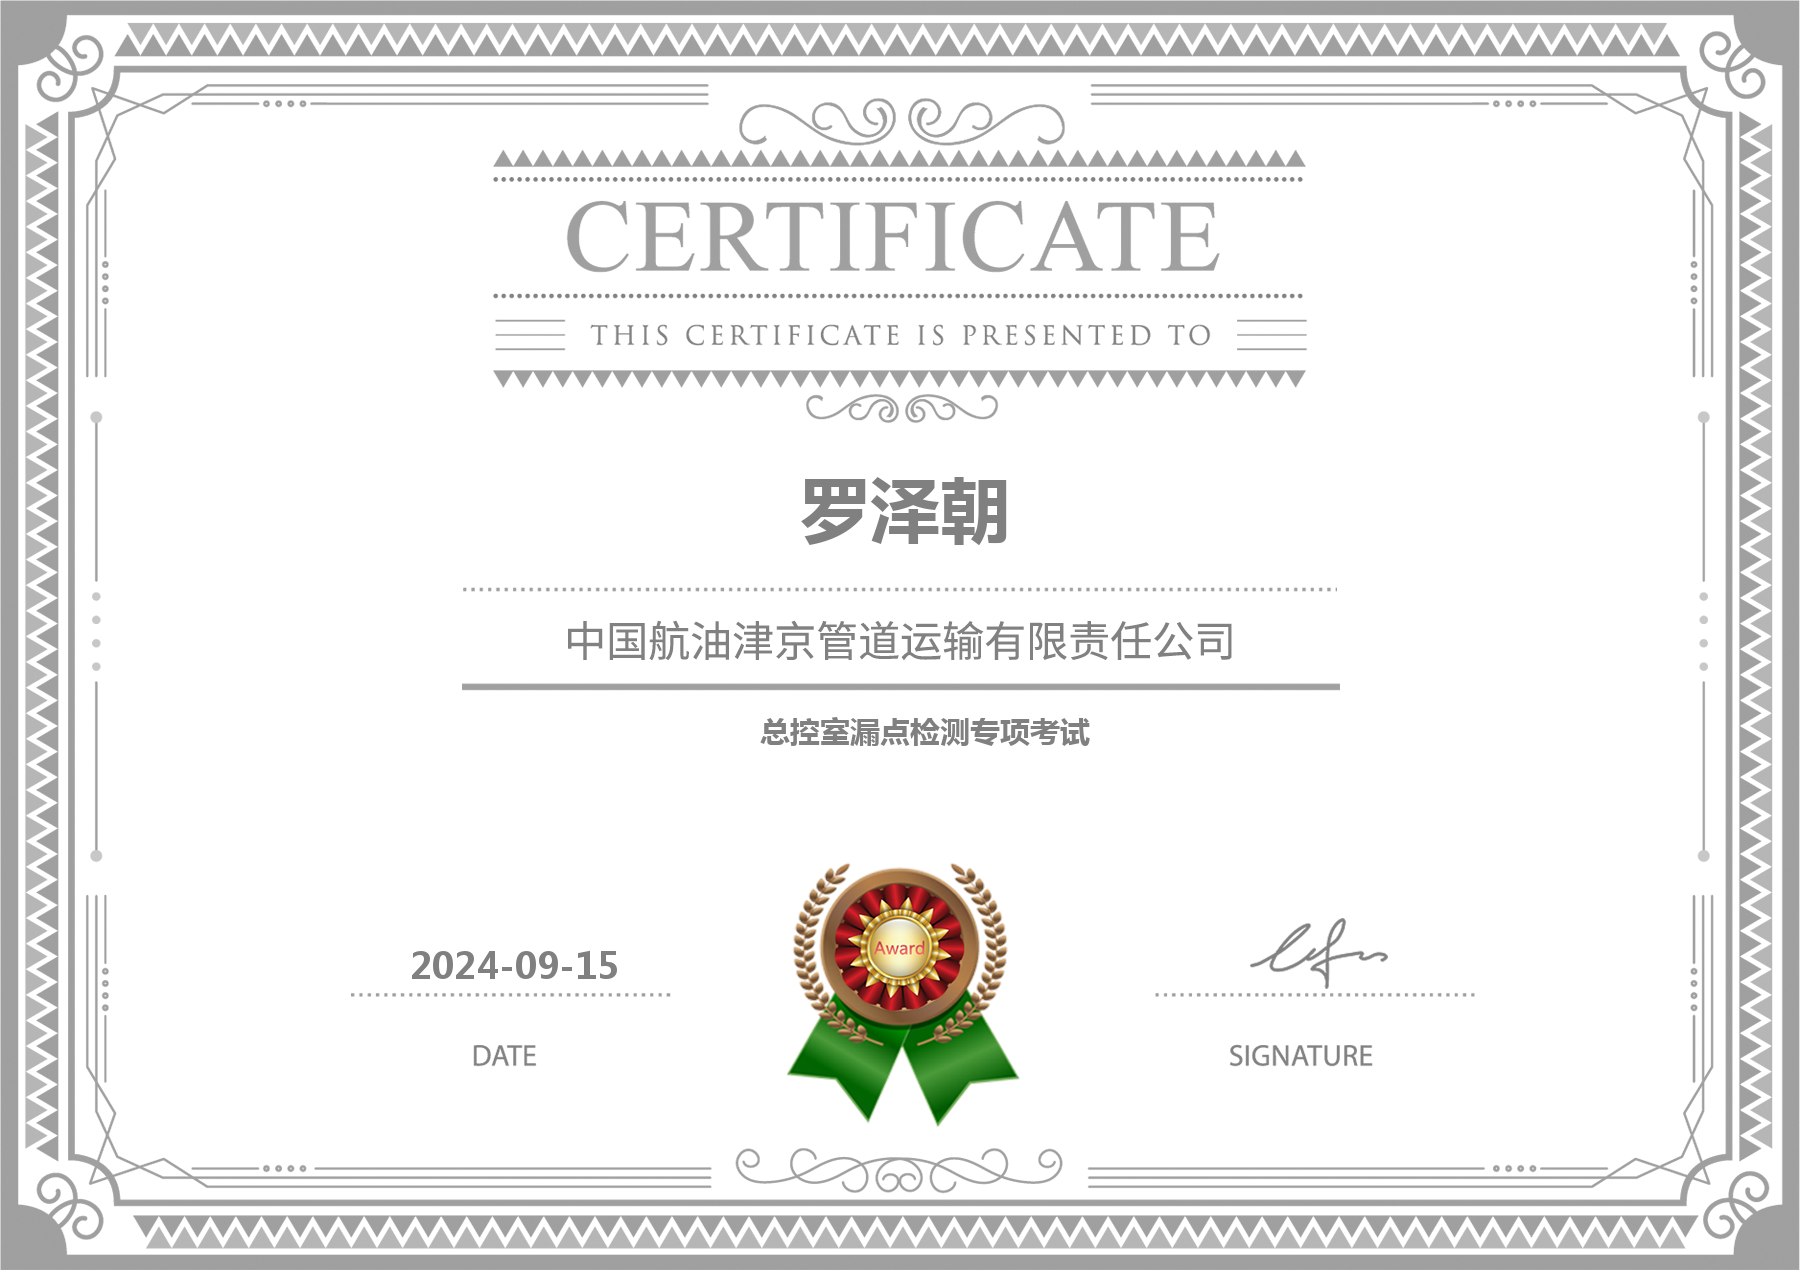 CERTIFICATE
THIS CERTIFICATE IS PRESENTED TO
罗泽朝
中国航油津京管道运输有限责任公司
总控室漏点检测专项考试
Award
2024-09-15
DATE
SIGNATURE